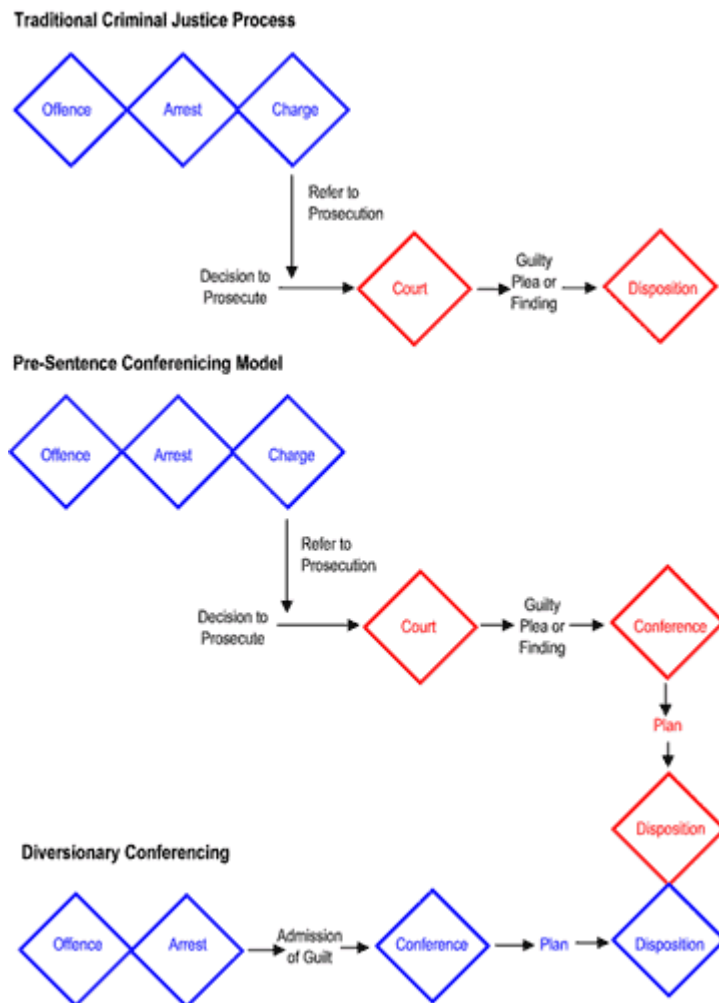 Traditional Criminal Justice Process
Offence
Arrest
Charge
Refer to
Prosecution
Decision to
Prosecute
Court
Guilty
Plea or
Finding
Disposition
Pre-Sentence Conferenicing Model
Offence
Arrest
Charge
Refer to
Prosecution
Decision to
Prosecute
Court
Guilty
Plea or
Finding
Conference
Plan
Disposition
Diversionary Conferencing
Offence
Arrest
Admission
of Guilt
Conference
Plan
Disposition